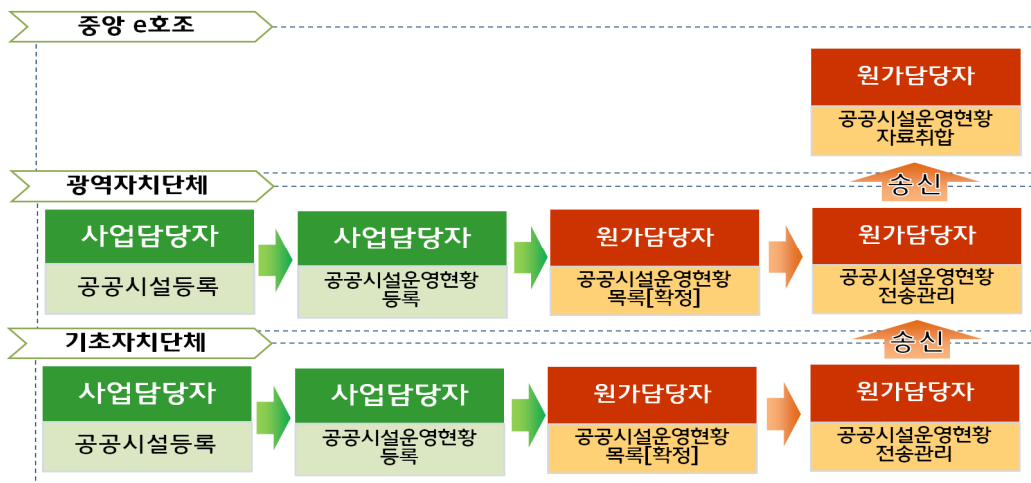 중앙 e호조
원가담당자
공공시설운영현황
자료취합
송신
광역자치단체
사업담당자
공공시설등록
사업담당자
공공시설운영현황
등록
원가담당자
공공시설운영현황
목록[확정]
원가담당자
공공시설운영현황
전송관리
송신
기초자치단체
사업담당자
공공시설등록
사업담당자
공공시설운영현황
등록
원가담당자
공공시설운영현황
목록[확정]
원가담당자
공공시설운영현황
전송관리